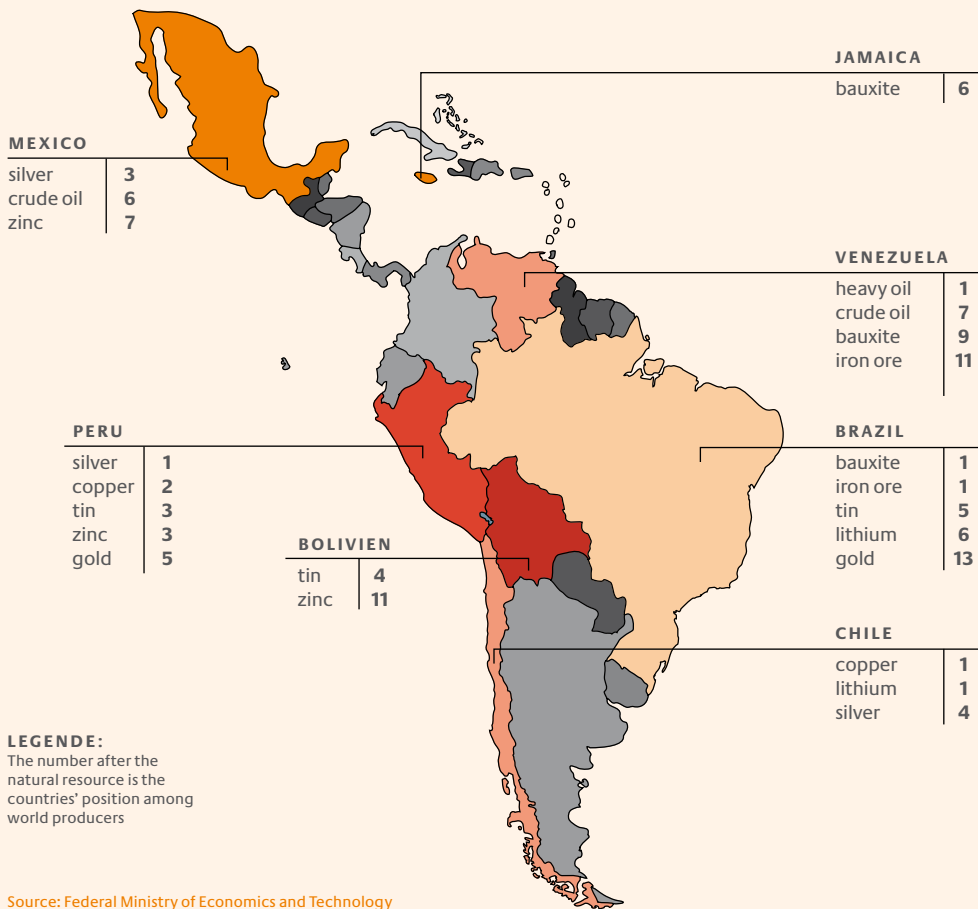 JAMAICA
bauxite 6
MEXICO
silver 3
crude oil 6
zinc 7
VENEZUELA
heavy oil 1
crude oil 7
bauxite 9
iron ore 11
PERU
silver 1
copper 2
tin 3
zinc 3
gold 5
BRAZIL
bauxite 1
iron ore 1
tin 5
lithium 6
gold 13
BOLIVIEN
tin 4
zinc 11
CHILE
copper 1
lithium 1
silver 4
LEGENDE:
The number after the
natural resource is the
countries' position among
world producers
Source: Federal Ministry of Economics and Technology